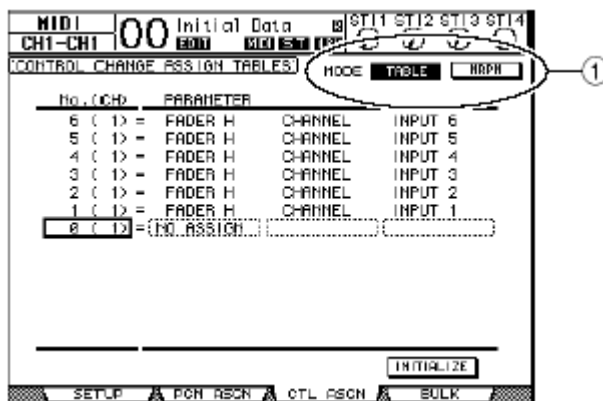 MIDI
CH1-CH1
00 Initial Data
EDIT MIDI ST
ST1 ST2 ST3 ST4
CONTROL CHANGE ASSIGN TABLES
MODE TABLE NRPN
1
No.(CH) PARAMETER
6 ( 1) = FADER H CHANNEL INPUT 6
5 ( 1) = FADER H CHANNEL INPUT 5
4 ( 1) = FADER H CHANNEL INPUT 4
3 ( 1) = FADER H CHANNEL INPUT 3
2 ( 1) = FADER H CHANNEL INPUT 2
1 ( 1) = FADER H CHANNEL INPUT 1
0 ( 1) = NO ASSIGN
INITIALIZE
SETUP PGM ASGN CTL ASGN BULK